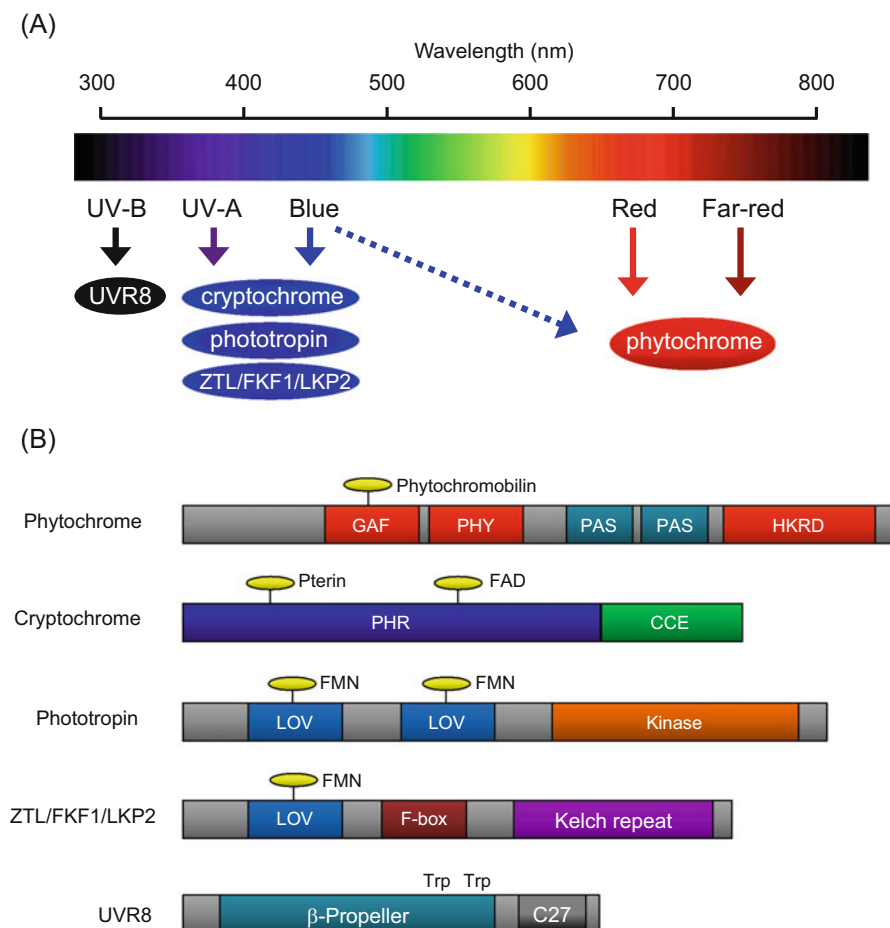 (A)
Wavelength (nm)
300 400 500 600 700 800
UV-B UV-A Blue Red Far-red
UVR8 cryptochrome
phototropin phytochrome
ZTL/FKF1/LKP2
(B)
Phytochromobilin
Phytochrome GAF PHY PAS PAS HKRD
Pterin FAD
Cryptochrome PHR CCE
FMN FMN
Phototropin LOV LOV Kinase
FMN
ZTL/FKF1/LKP2 LOV F-box Kelch repeat
Trp Trp
UVR8 β-Propeller C27